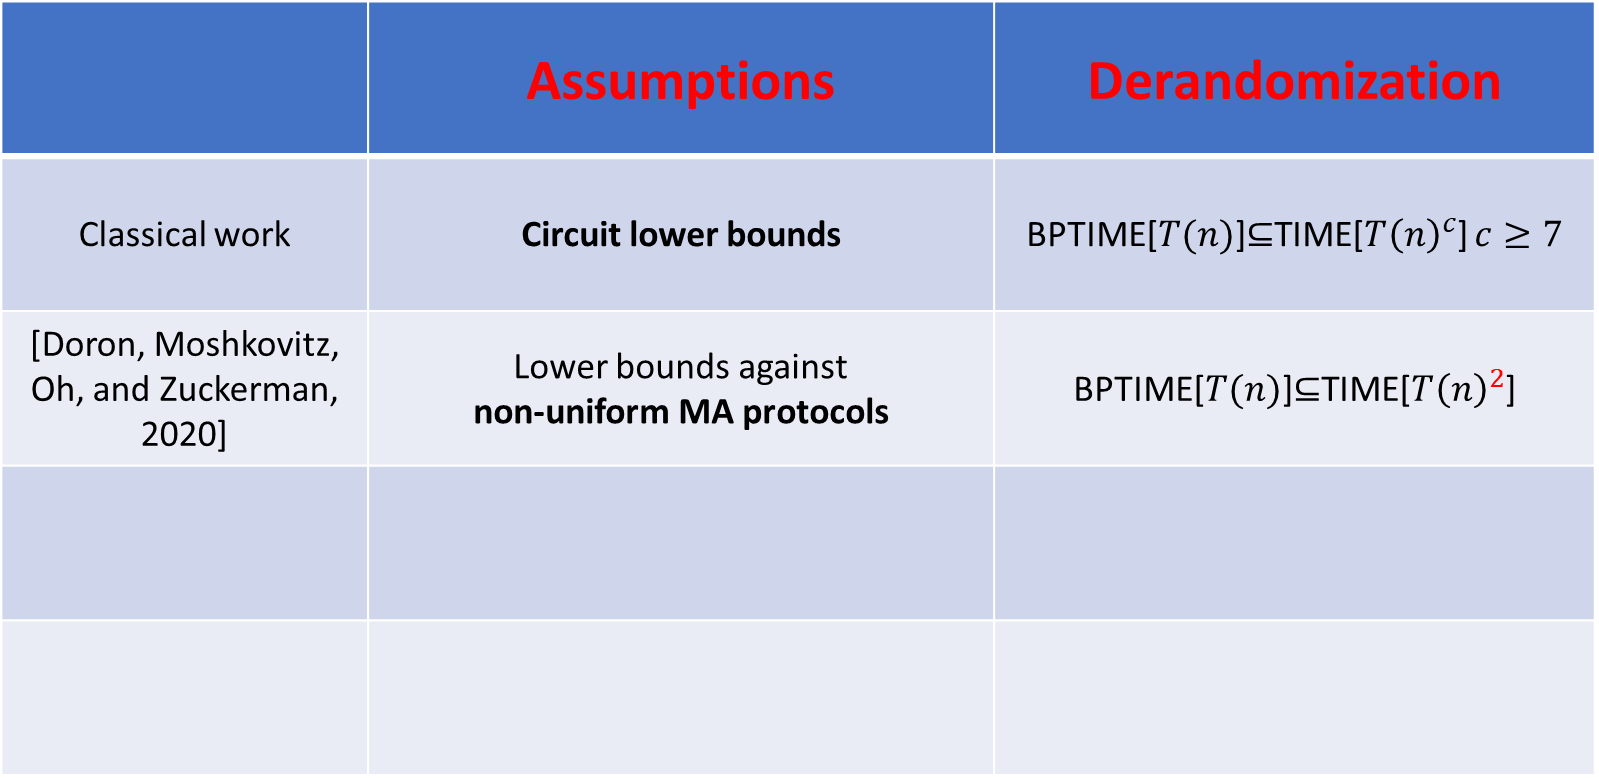 Assumptions
Derandomization
Classical work
Circuit lower bounds
BPTIME[𝑇(𝑛)]⊆TIME[𝑇(𝑛)^𝑐] 𝑐 ≥ 7
[Doron, Moshkovitz,
Oh, and Zuckerman,
2020]
Lower bounds against
non-uniform MA protocols
BPTIME[𝑇(𝑛)]⊆TIME[𝑇(𝑛)^2]